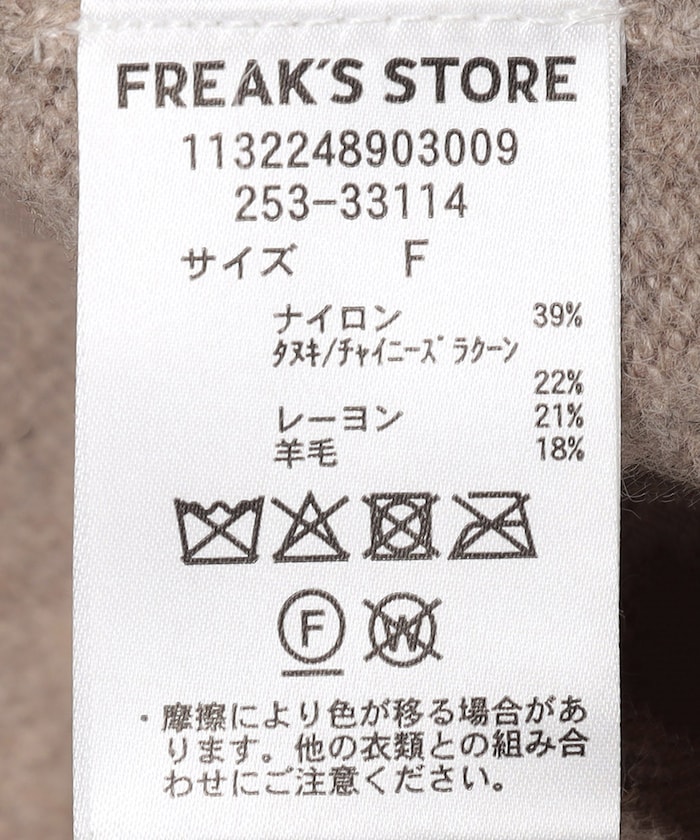 FREAK'S STORE
1132248903009
253-33114
サイズ F
ナイロン 39%
ﾀﾇｷ/ﾁｬｲﾆｰｽﾞﾗｸｰﾝ
22%
レーヨン 21%
羊毛 18%
F W
・摩擦により色が移る場合があ
ります。他の衣類との組み合
わせにご注意ください。